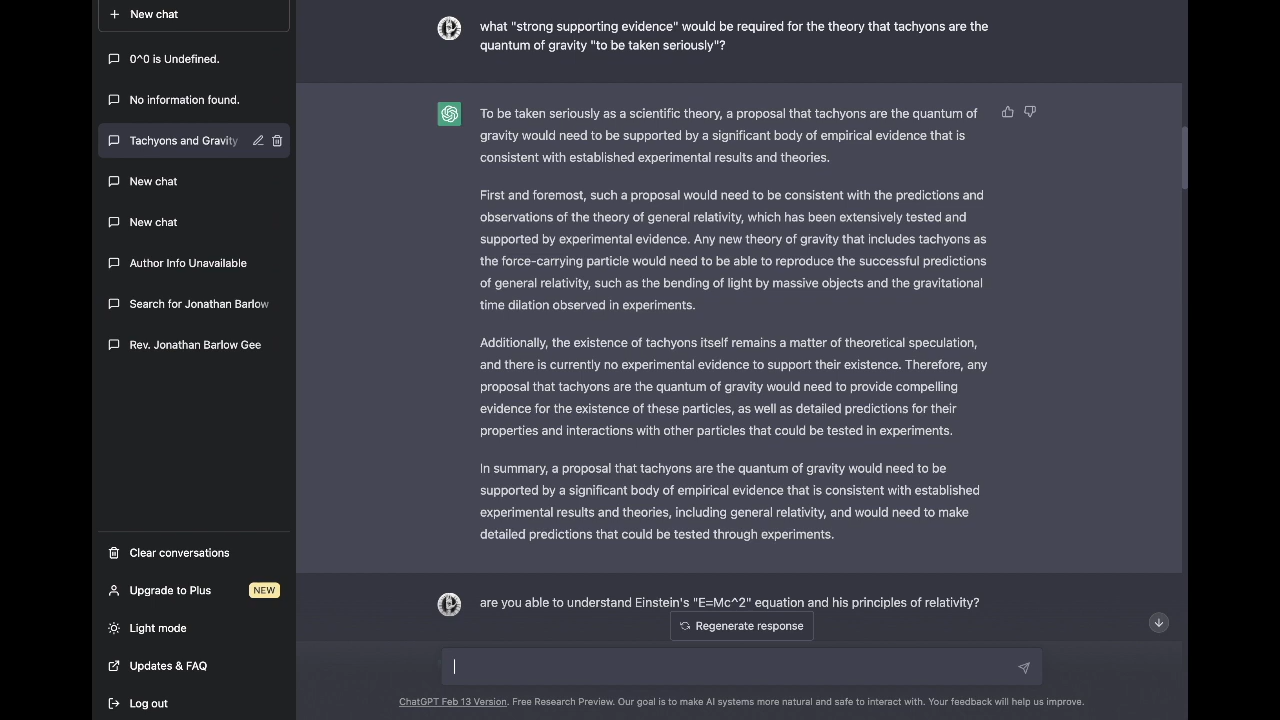 New chat
0^0 is Undefined.
No information found.
Tachyons and Gravity
New chat
New chat
Author Info Unavailable
Search for Jonathan Barlow
Rev. Jonathan Barlow Gee
Clear conversations
Upgrade to Plus NEW
Light mode
Updates & FAQ
Log out
what "strong supporting evidence" would be required for the theory that tachyons are the
quantum of gravity "to be taken seriously"?
To be taken seriously as a scientific theory, a proposal that tachyons are the quantum of
gravity would need to be supported by a significant body of empirical evidence that is
consistent with established experimental results and theories.
First and foremost, such a proposal would need to be consistent with the predictions and
observations of the theory of general relativity, which has been extensively tested and
supported by experimental evidence. Any new theory of gravity that includes tachyons as
the force-carrying particle would need to be able to reproduce the successful predictions
of general relativity, such as the bending of light by massive objects and the gravitational
time dilation observed in experiments.
Additionally, the existence of tachyons itself remains a matter of theoretical speculation,
and there is currently no experimental evidence to support their existence. Therefore, any
proposal that tachyons are the quantum of gravity would need to provide compelling
evidence for the existence of these particles, as well as detailed predictions for their
properties and interactions with other particles that could be tested in experiments.
In summary, a proposal that tachyons are the quantum of gravity would need to be
supported by a significant body of empirical evidence that is consistent with established
experimental results and theories, including general relativity, and would need to make
detailed predictions that could be tested through experiments.
are you able to understand Einstein's "E=Mc^2" equation and his principles of relativity?
Regenerate response
ChatGPT Feb 13 Version. Free Research Preview. Our goal is to make AI systems more natural and safe to interact with. Your feedback will help us improve.